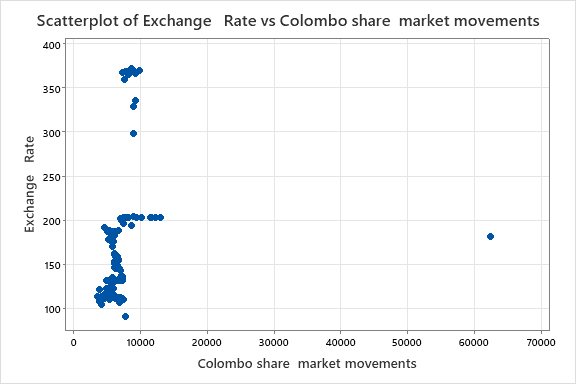 Scatterplot of Exchange Rate vs Colombo share market movements
400
350
300
250
200
150
100
Exchange Rate
0 10000 20000 30000 40000 50000 60000 70000
Colombo share market movements